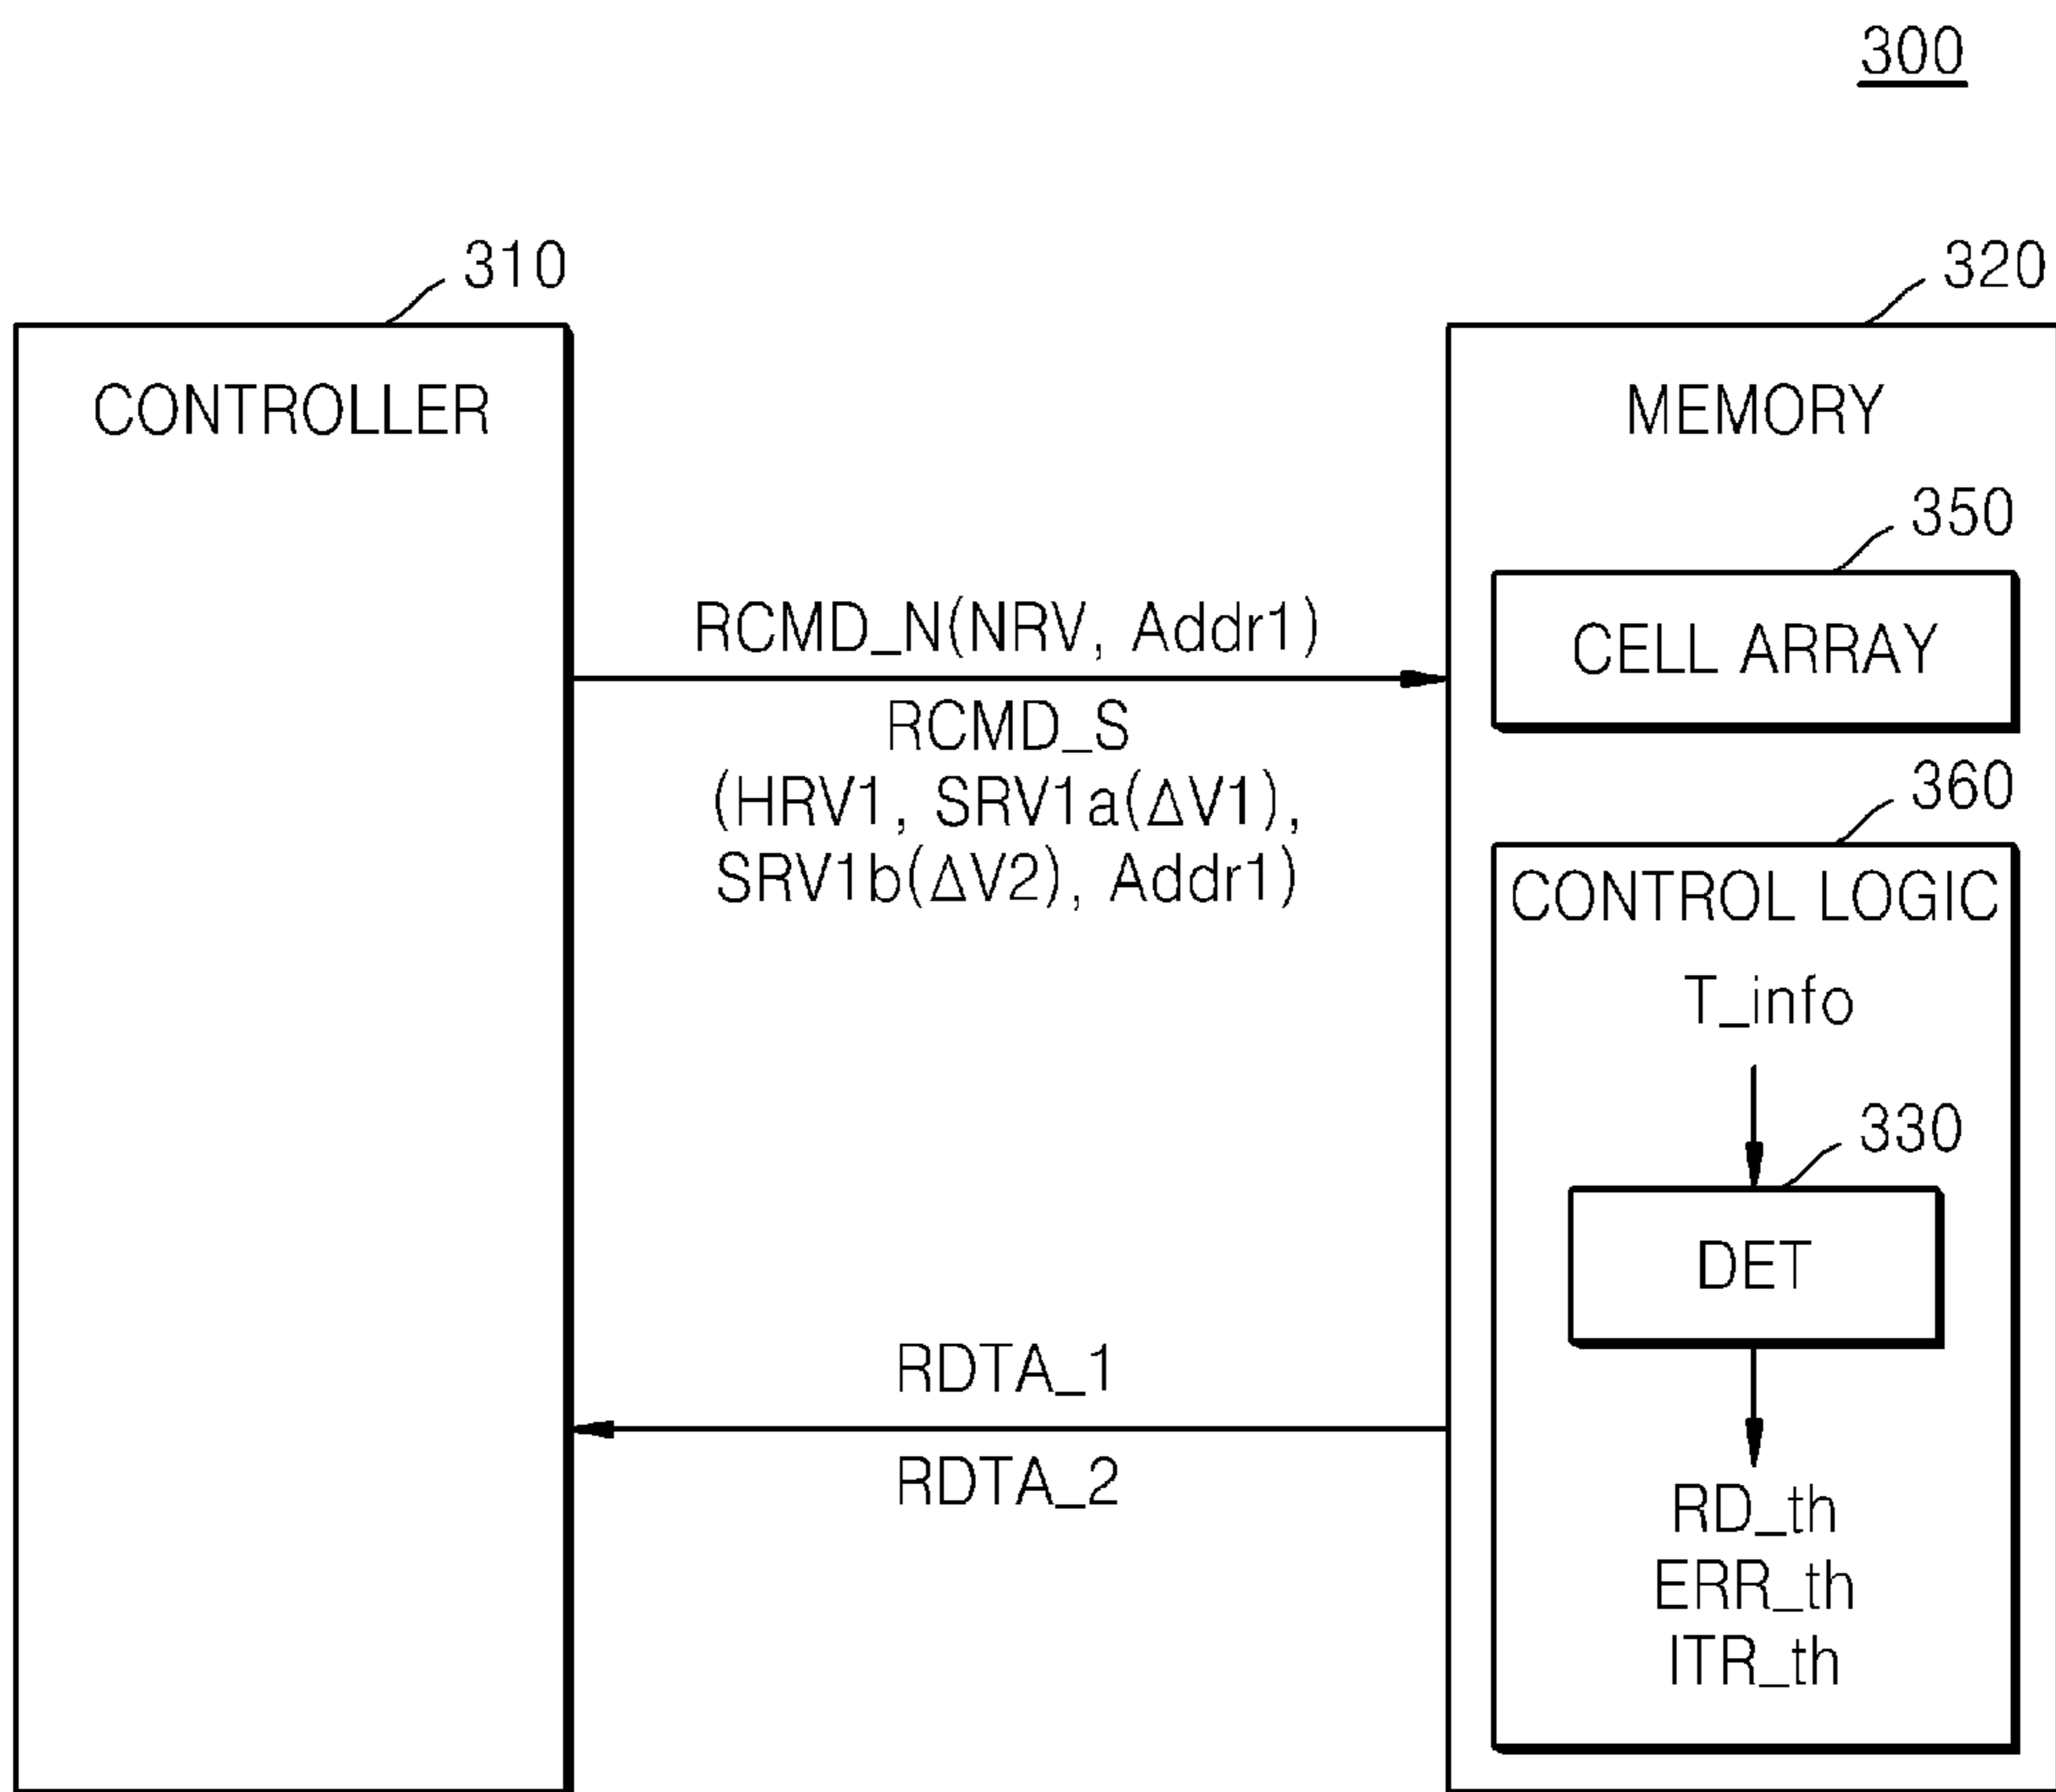 300
310
320
CONTROLLER
MEMORY
350
CELL ARRAY
RCMD_N(NRV, Addr1)
RCMD_S
(HRV1, SRV1a(ΔV1),
SRV1b(ΔV2), Addr1)
360
CONTROL LOGIC
T_info
330
DET
RDTA_1
RDTA_2
RD_th
ERR_th
ITR_th